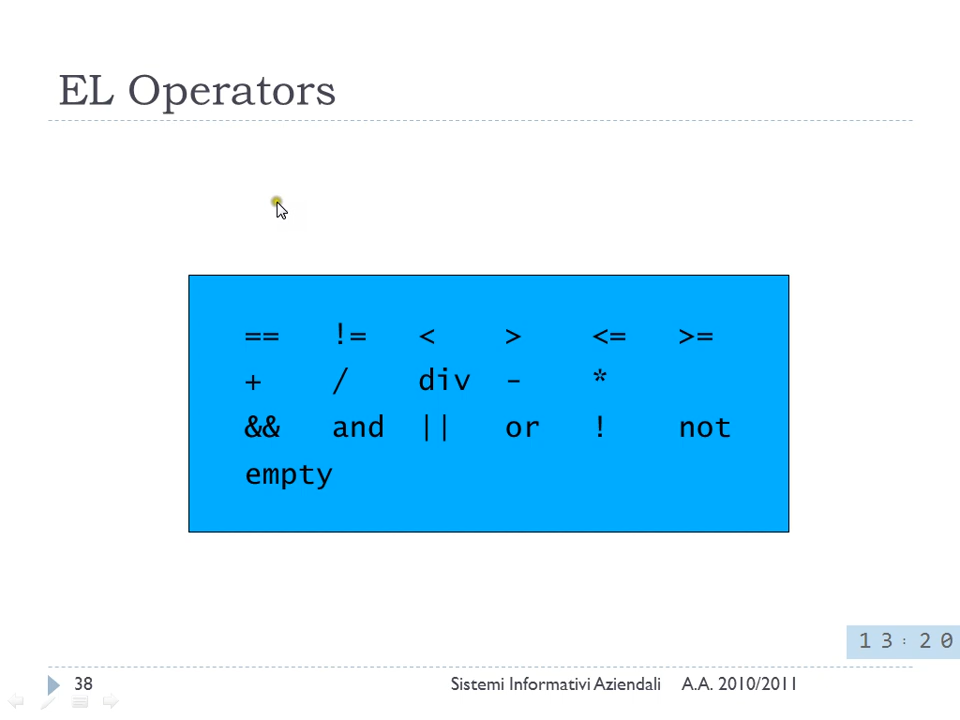 EL Operators
== != < > <= >=
+ / div - *
&& and || or ! not
empty
13:20
38 Sistemi Informativi Aziendali A.A. 2010/2011